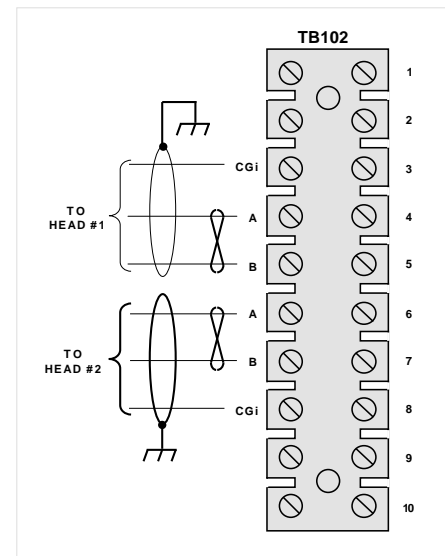 TB102
1
2
CGi 3
TO
HEAD #1
A 4
B 5
A 6
B 7
TO
HEAD #2
CGi 8
9
10